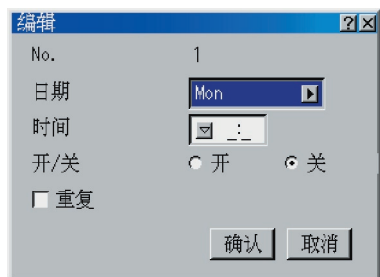 编辑
No. 1
日期 Mon
时间 _:_
开/关 开 关
重复
确认 取消